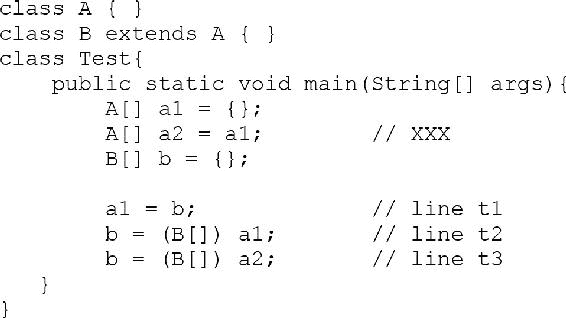 class A { }
class B extends A { }
class Test{
    public static void main(String[] args){
        A[] a1 = {};
        A[] a2 = a1;         // XXX
        B[] b = {};

        a1 = b;              // line t1
        b = (B[]) a1;        // line t2
        b = (B[]) a2;        // line t3
   }
}